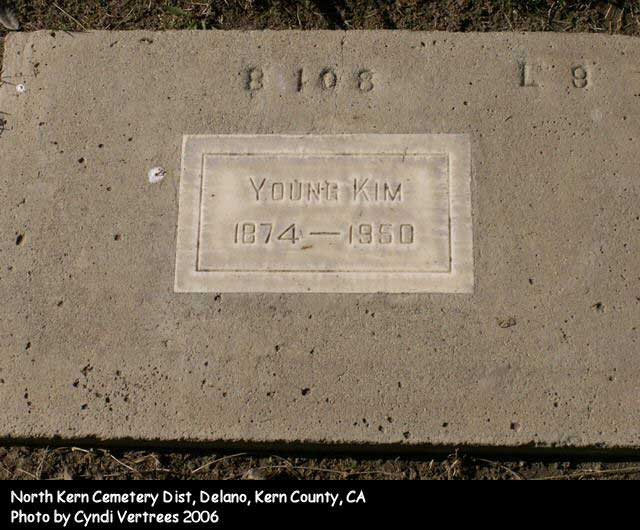 B 108 L 9
YOUNG KIM
1874—1950
North Kern Cemetery Dist, Delano, Kern County, CA
Photo by Cyndi Vertrees 2006